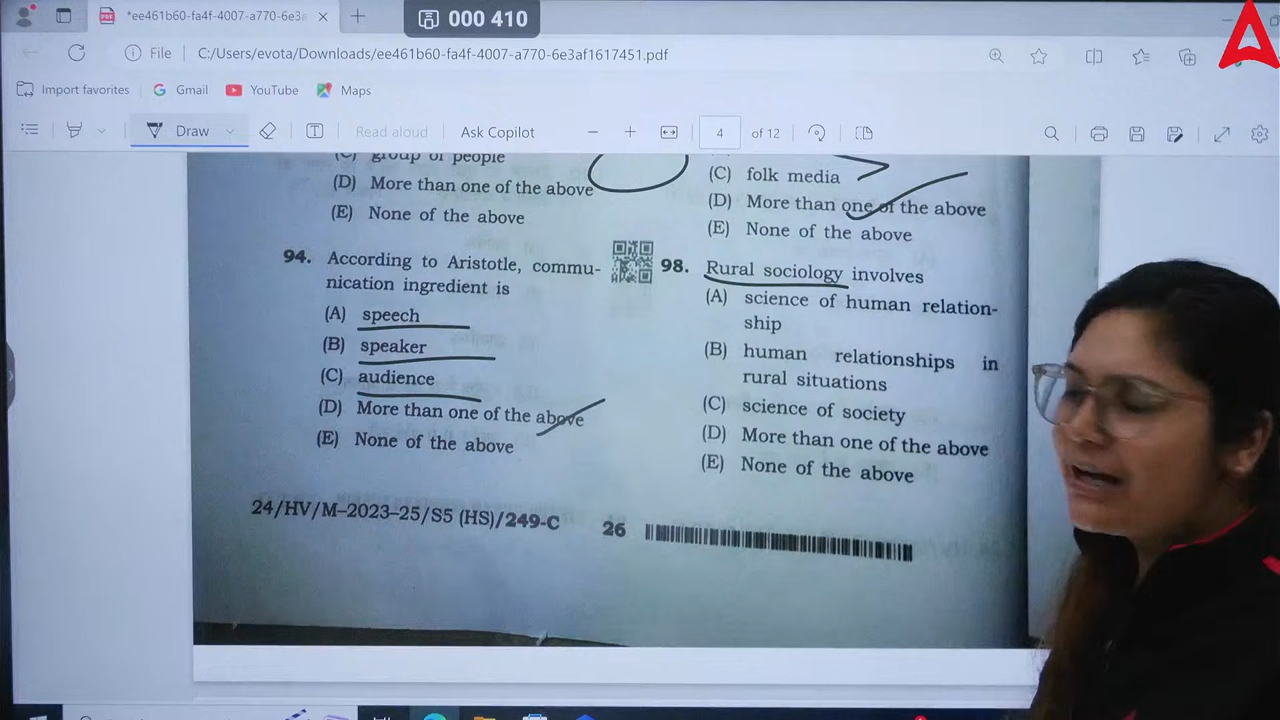 *ee461b60-fa4f-4007-a770-6e3a
000 410
File
C:/Users/evota/Downloads/ee461b60-fa4f-4007-a770-6e3af1617451.pdf
Import favorites
Gmail
YouTube
Maps
Draw
Read aloud
Ask Copilot
4
of 12
(C) group of people
(D) More than one of the above
(E) None of the above
94. According to Aristotle, commu-
nication ingredient is
(A) speech
(B) speaker
(C) audience
(D) More than one of the above
(E) None of the above
(C) folk media
(D) More than one of the above
(E) None of the above
98. Rural sociology involves
(A) science of human relation-
ship
(B) human relationships in
rural situations
(C) science of society
(D) More than one of the above
(E) None of the above
24/HV/M–2023–25/S5 (HS)/249-C
26